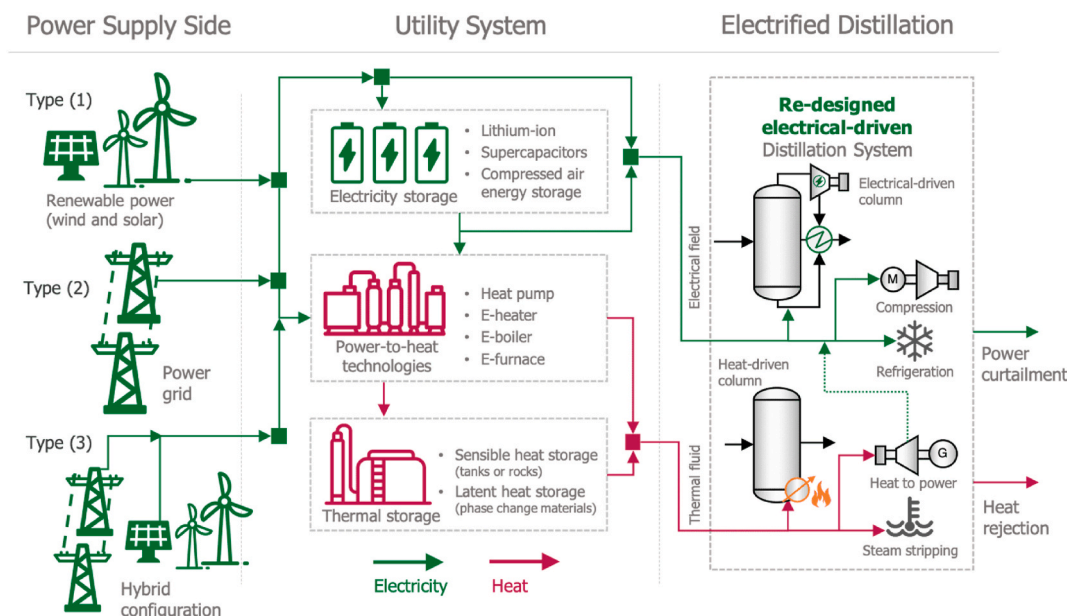 Power Supply Side
Utility System
Electrified Distillation
Type (1)
Renewable power
(wind and solar)
Type (2)
Power
grid
Type (3)
Hybrid
configuration
• Lithium-ion
• Supercapacitors
• Compressed air
energy storage
Electricity storage
• Heat pump
• E-heater
• E-boiler
• E-furnace
Power-to-heat
technologies
• Sensible heat storage
(tanks or rocks)
• Latent heat storage
(phase change materials)
Thermal storage
Electricity
Heat
Electrical field
Thermal fluid
Re-designed
electrical-driven
Distillation System
Electrical-driven
column
M
Compression
Refrigeration
Heat-driven
column
G
Heat to power
Steam stripping
Power
curtailment
Heat
rejection